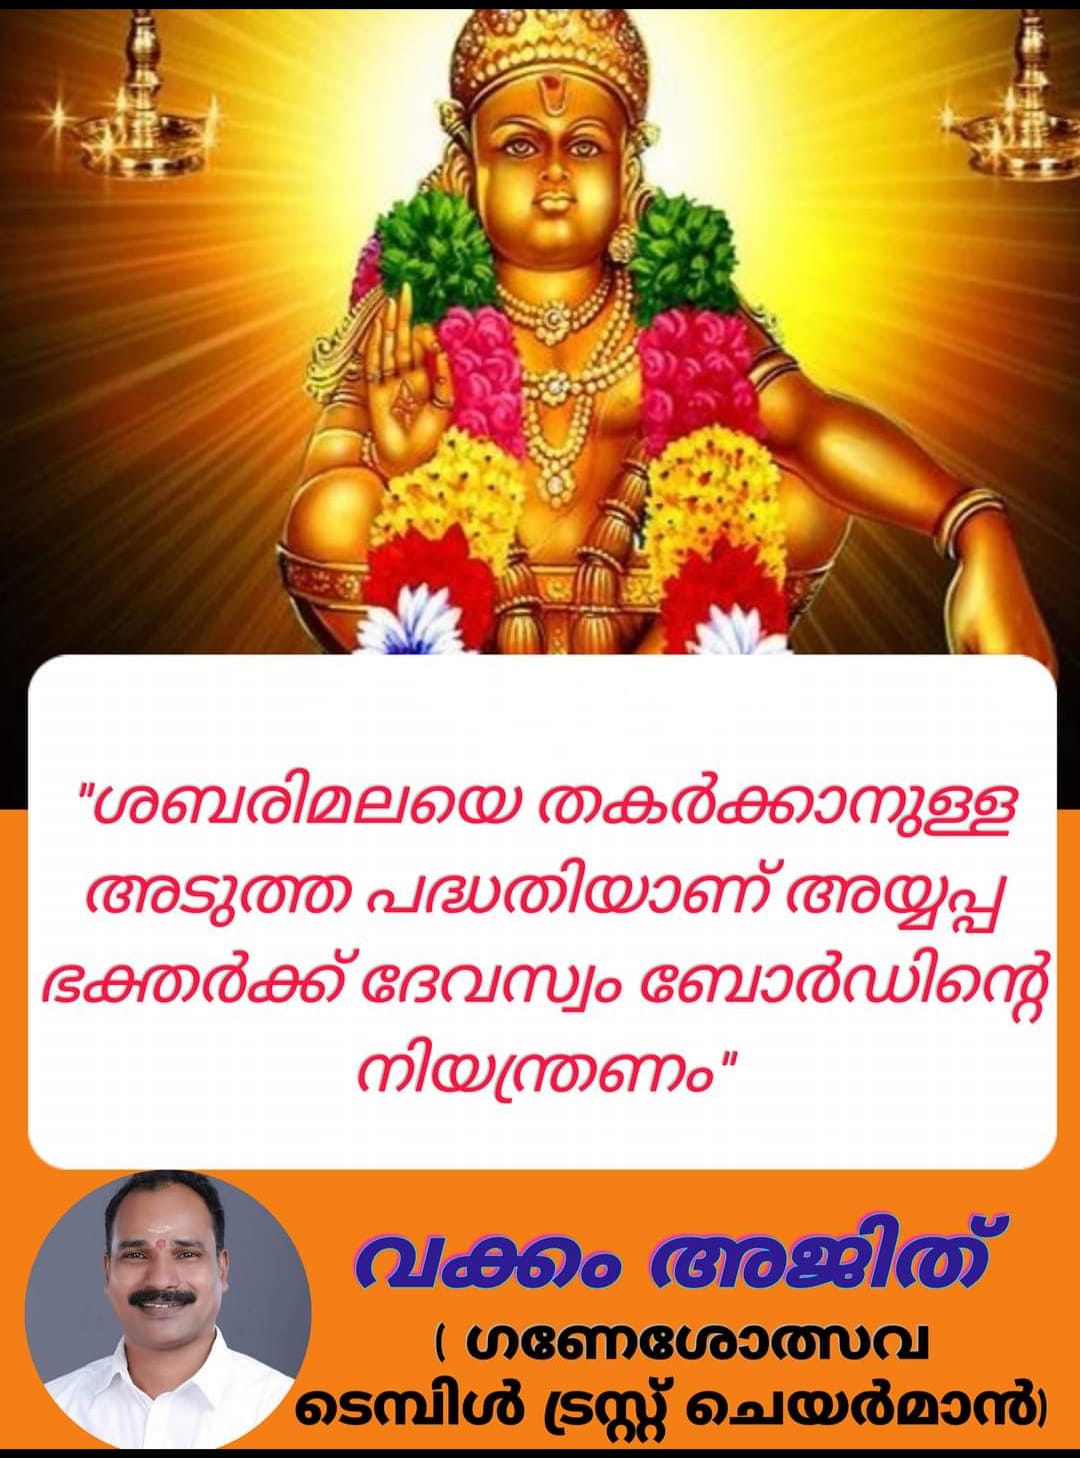 "ശബരിമലയെ തകർക്കാനുള്ള
അടുത്ത പദ്ധതിയാണ് അയ്യപ്പ
ഭക്തർക്ക് ദേവസ്വം ബോർഡിന്റെ
നിയന്ത്രണം"
വക്കം അജിത്
( ഗണേശോത്സവ
ടെമ്പിൾ ട്രസ്റ്റ് ചെയർമാൻ)